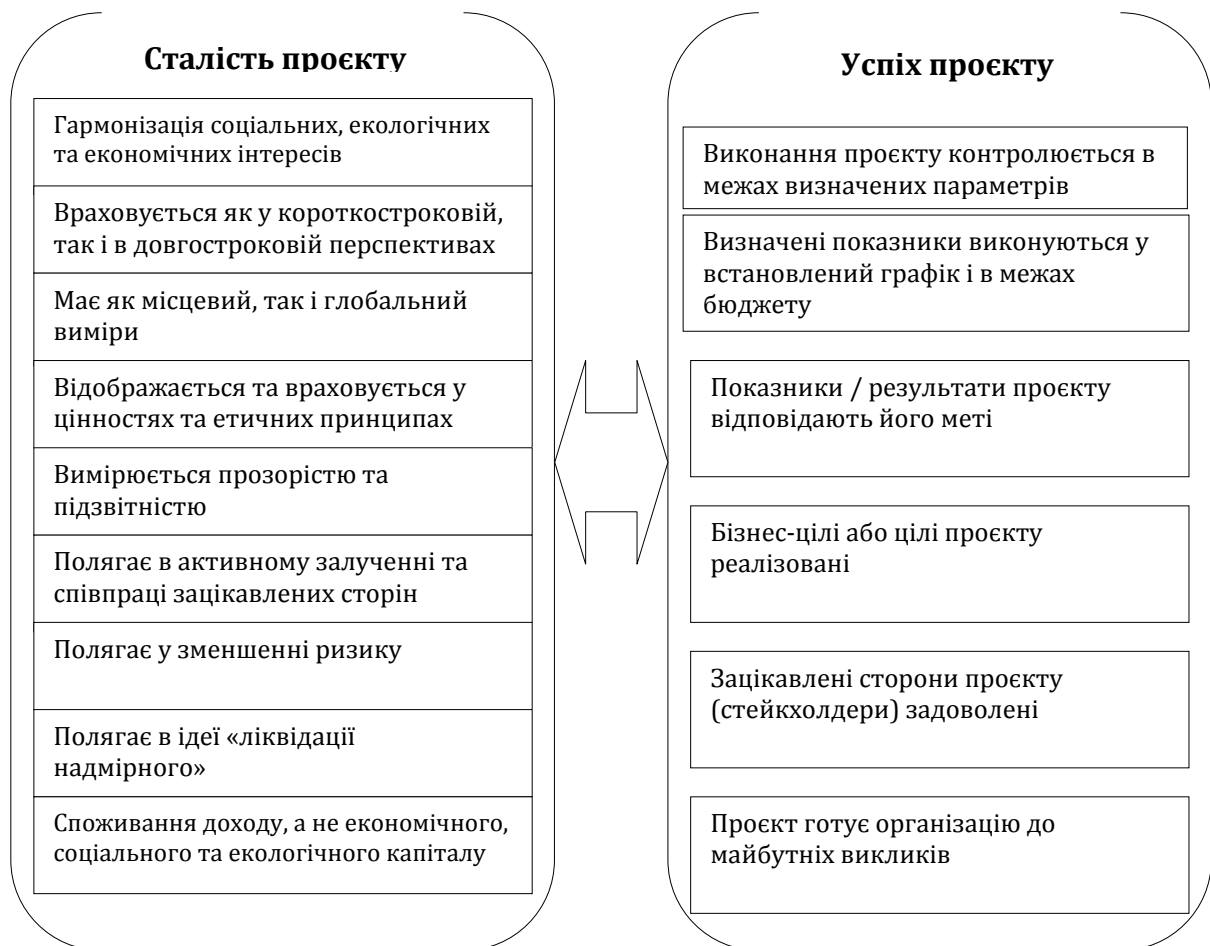 Сталість проєкту
Гармонізація соціальних, екологічних
та економічних інтересів
Враховується як у короткостроковій,
так і в довгостроковій перспективах
Має як місцевий, так і глобальний
виміри
Відображається та враховується у
цінностях та етичних принципах
Вимірюється прозорістю та
підзвітністю
Полягає в активному залученні та
співпраці зацікавлених сторін
Полягає у зменшенні ризику
Полягає в ідеї «ліквідації
надмірного»
Споживання доходу, а не економічного,
соціального та екологічного капіталу
Успіх проєкту
Виконання проєкту контролюється в
межах визначених параметрів
Визначені показники виконуються у
встановлений графік і в межах
бюджету
Показники / результати проєкту
відповідають його меті
Бізнес-цілі або цілі проєкту
реалізовані
Зацікавлені сторони проєкту
(стейкхолдери) задоволені
Проєкт готує організацію до
майбутніх викликів